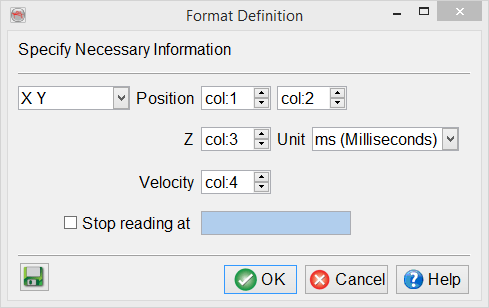 Format Definition
Specify Necessary Information
X Y Position col:1 col:2
Z col:3 Unit ms (Milliseconds)
Velocity col:4
Stop reading at
OK Cancel Help